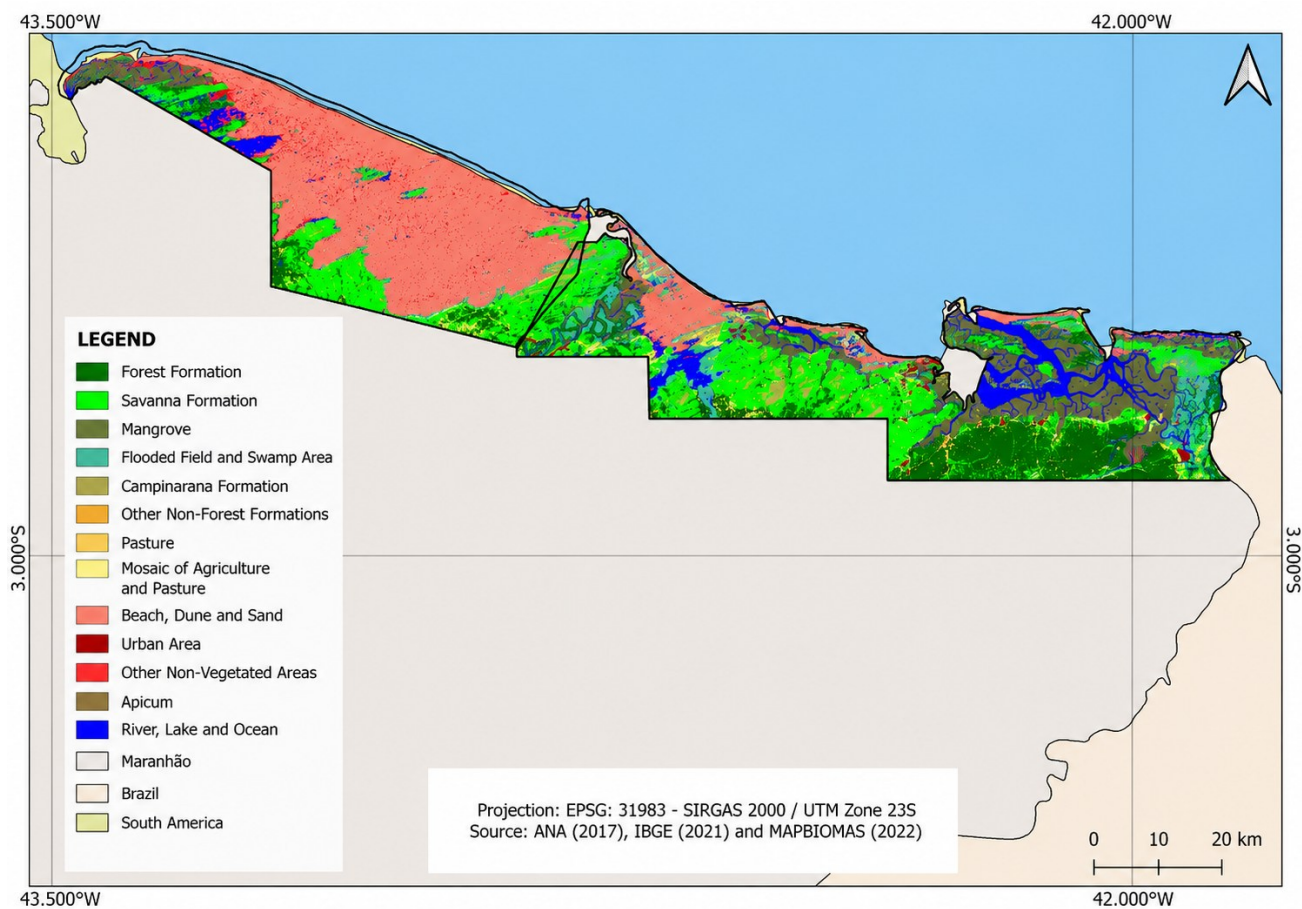 43.500°W
42.000°W
3.000°S
3.000°S
LEGEND
Forest Formation
Savanna Formation
Mangrove
Flooded Field and Swamp Area
Campinarana Formation
Other Non-Forest Formations
Pasture
Mosaic of Agriculture
and Pasture
Beach, Dune and Sand
Urban Area
Other Non-Vegetated Areas
Apicum
River, Lake and Ocean
Maranhão
Brazil
South America
Projection: EPSG: 31983 - SIRGAS 2000 / UTM Zone 23S
Source: ANA (2017), IBGE (2021) and MAPBIOMAS (2022)
0 10 20 km
43.500°W
42.000°W